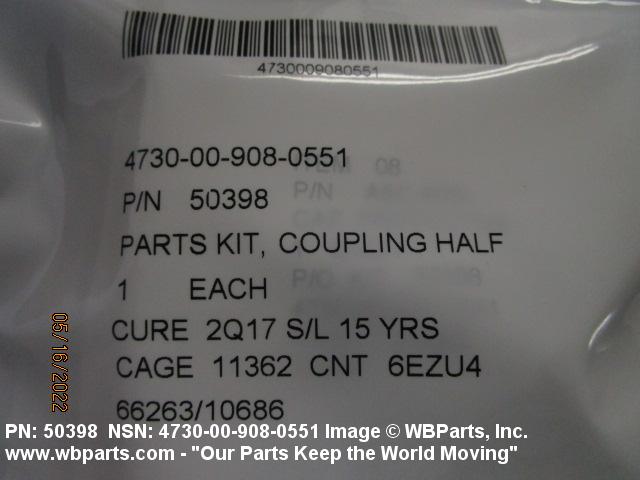 4730009080551
4730-00-908-0551
P/N 50398
PARTS KIT, COUPLING HALF
1 EACH
CURE 2Q17 S/L 15 YRS
CAGE 11362 CNT 6EZU4
66263/10686
05/16/2022
PN: 50398 NSN: 4730-00-908-0551 Image © WBParts, Inc.
www.wbparts.com - "Our Parts Keep the World Moving"